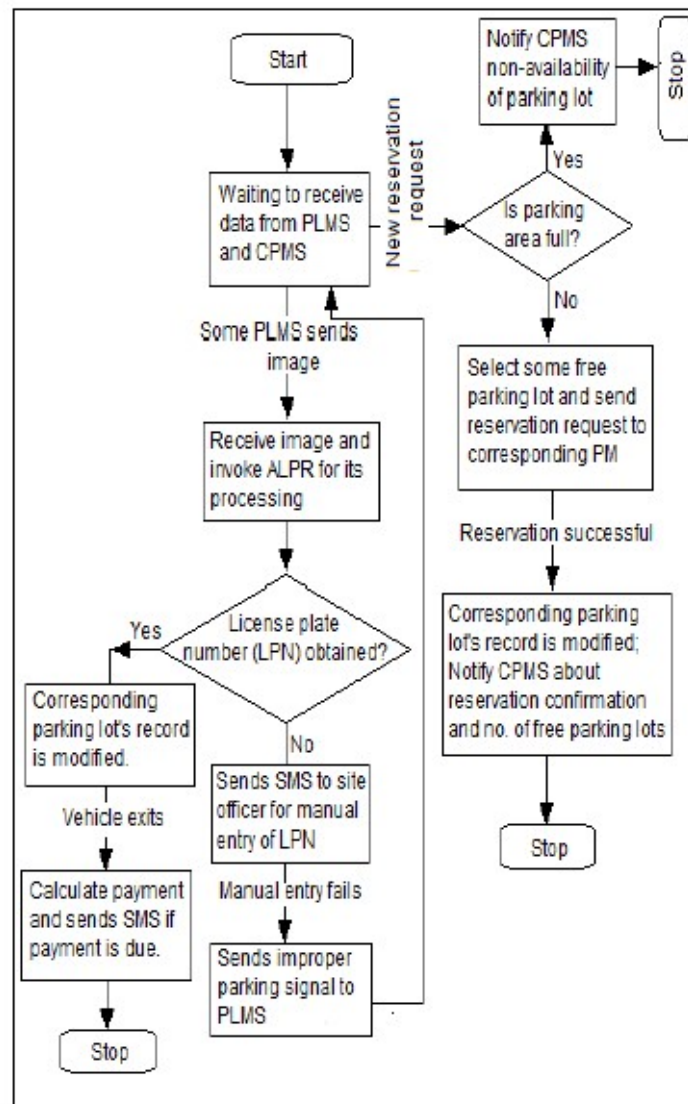 Start
Waiting to receive
data from PLMS
and CPMS
New reservation
request
Notify CPMS
non-availability
of parking lot
Stop
Yes
Is parking
area full?
No
Select some free
parking lot and send
reservation request to
corresponding PM
Reservation successful
Corresponding parking
lot's record is modified;
Notify CPMS about
reservation confirmation
and no. of free parking lots
Stop
Some PLMS sends
image
Receive image and
invoke ALPR for its
processing
License plate
number (LPN) obtained?
Yes
Corresponding
parking lot's record
is modified.
Vehicle exits
Calculate payment
and sends SMS if
payment is due.
Stop
No
Sends SMS to site
officer for manual
entry of LPN
Manual entry fails
Sends improper
parking signal to
PLMS